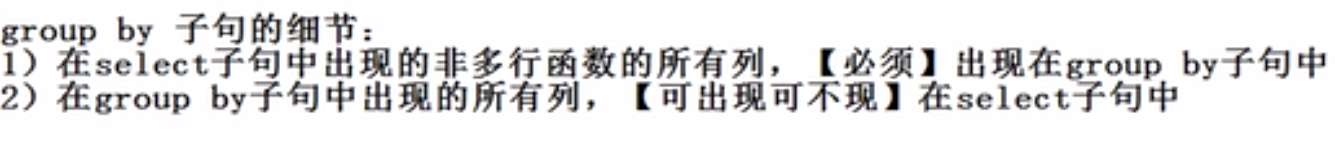 group by 子句的细节：
1）在select子句中出现的非多行函数的所有列，【必须】出现在group by子句中
2）在group by子句中出现的所有列，【可出现可不现】在select子句中